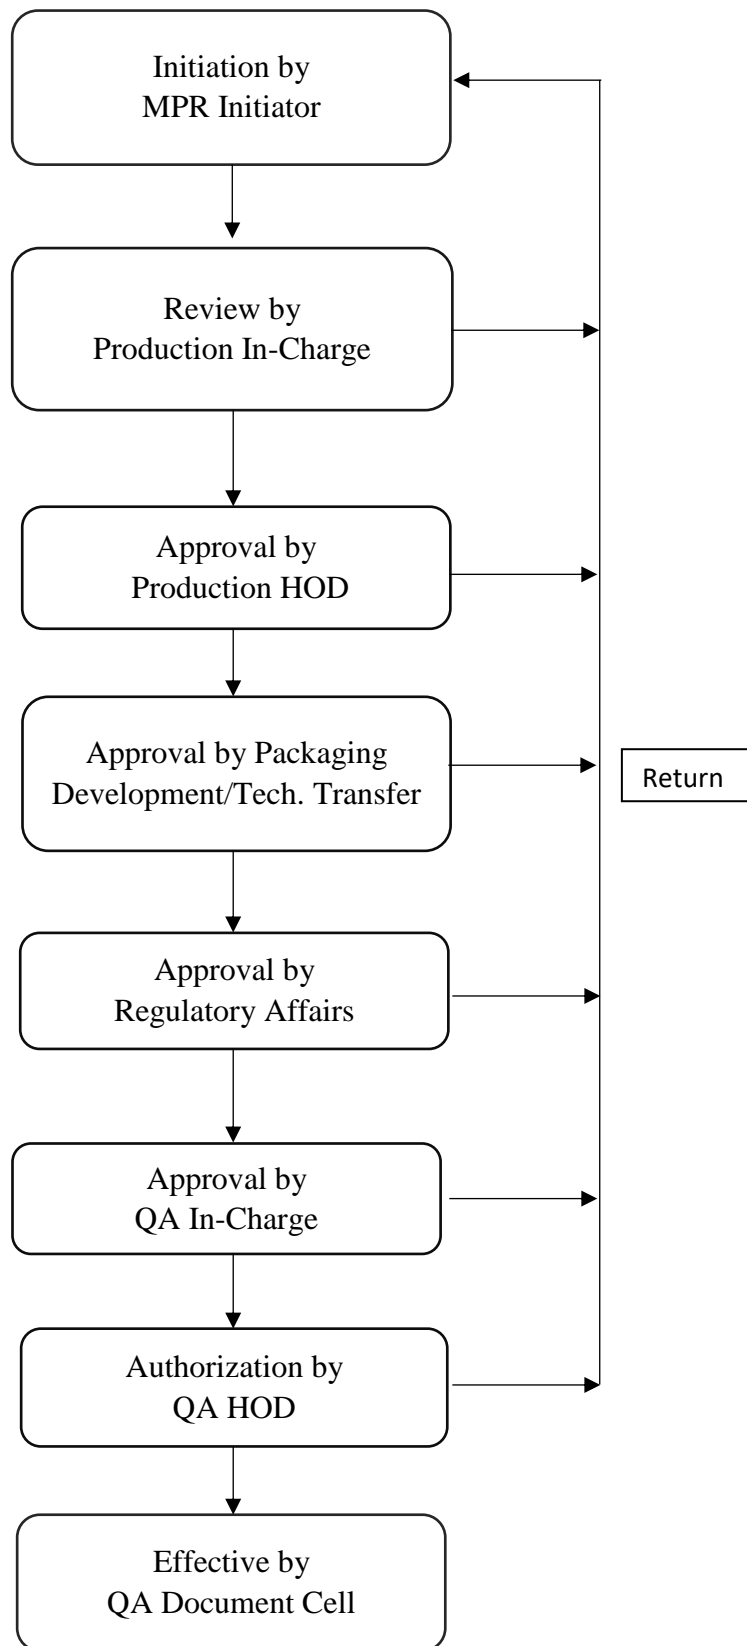 Initiation by
MPR Initiator
Review by
Production In-Charge
Approval by
Production HOD
Approval by Packaging
Development/Tech. Transfer
Return
Approval by
Regulatory Affairs
Approval by
QA In-Charge
Authorization by
QA HOD
Effective by
QA Document Cell